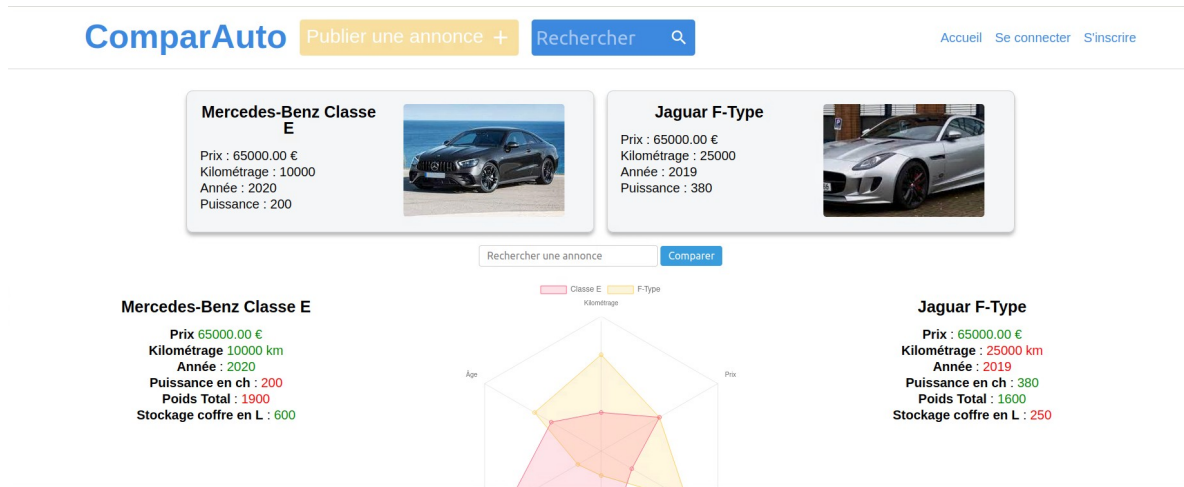 ComparAuto
Publier une annonce +
Rechercher
Accueil Se connecter S'inscrire
Mercedes-Benz Classe
E
Prix : 65000.00 €
Kilométrage : 10000
Année : 2020
Puissance : 200
Jaguar F-Type
Prix : 65000.00 €
Kilométrage : 25000
Année : 2019
Puissance : 380
Rechercher une annonce
Comparer
Mercedes-Benz Classe E
Prix 65000.00 €
Kilométrage 10000 km
Année : 2020
Puissance en ch : 200
Poids Total : 1900
Stockage coffre en L : 600
Classe E F-Type
Kilométrage
Âge
Prix
Jaguar F-Type
Prix : 65000.00 €
Kilométrage : 25000 km
Année : 2019
Puissance en ch : 380
Poids Total : 1600
Stockage coffre en L : 250